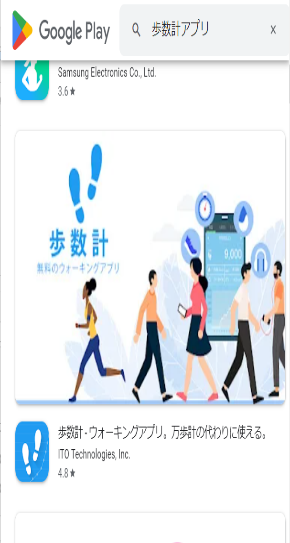 Google Play
歩数計アプリ
x
Samsung Electronics Co., Ltd.
3.6★
歩数計
無料のウォーキングアプリ
9,000
歩数計 - ウォーキングアプリ。万歩計の代わりに使える。
ITO Technologies, Inc.
4.8★